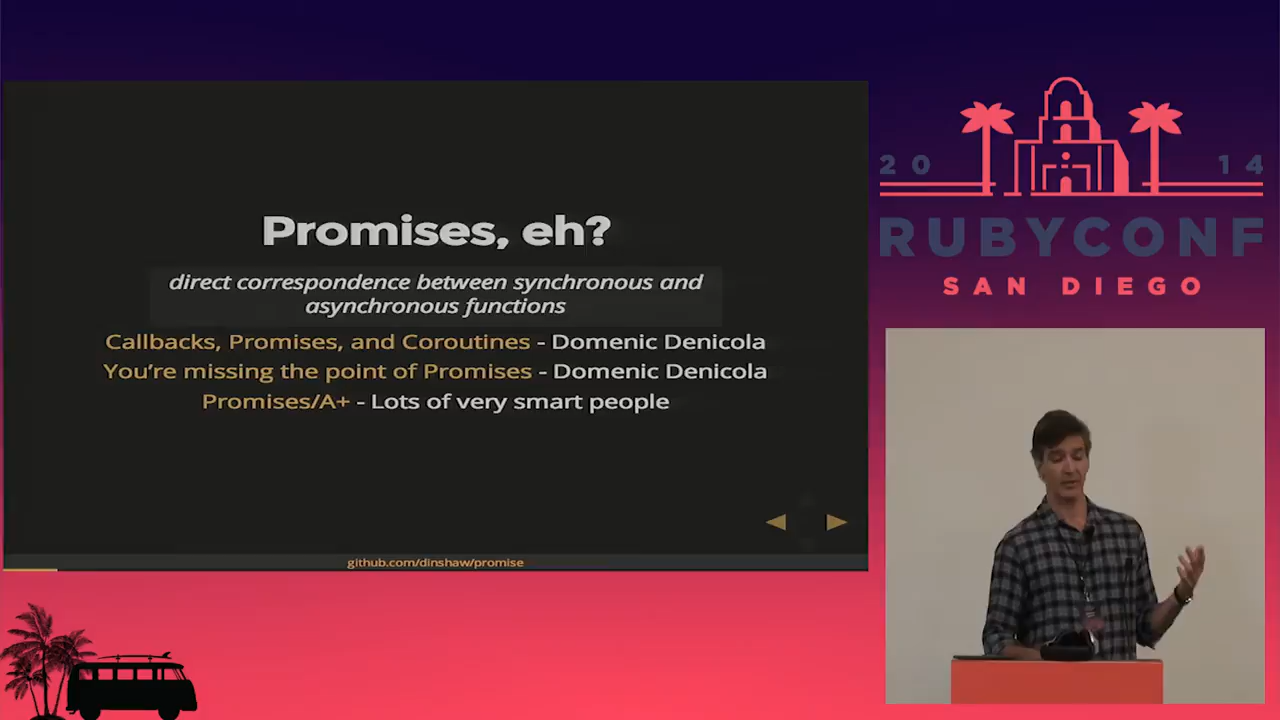 Promises, eh?
direct correspondence between synchronous and
asynchronous functions
Callbacks, Promises, and Coroutines - Domenic Denicola
You're missing the point of Promises - Domenic Denicola
Promises/A+ - Lots of very smart people
github.com/dinshaw/promise
20 14
RUBYCONF
SAN DIEGO